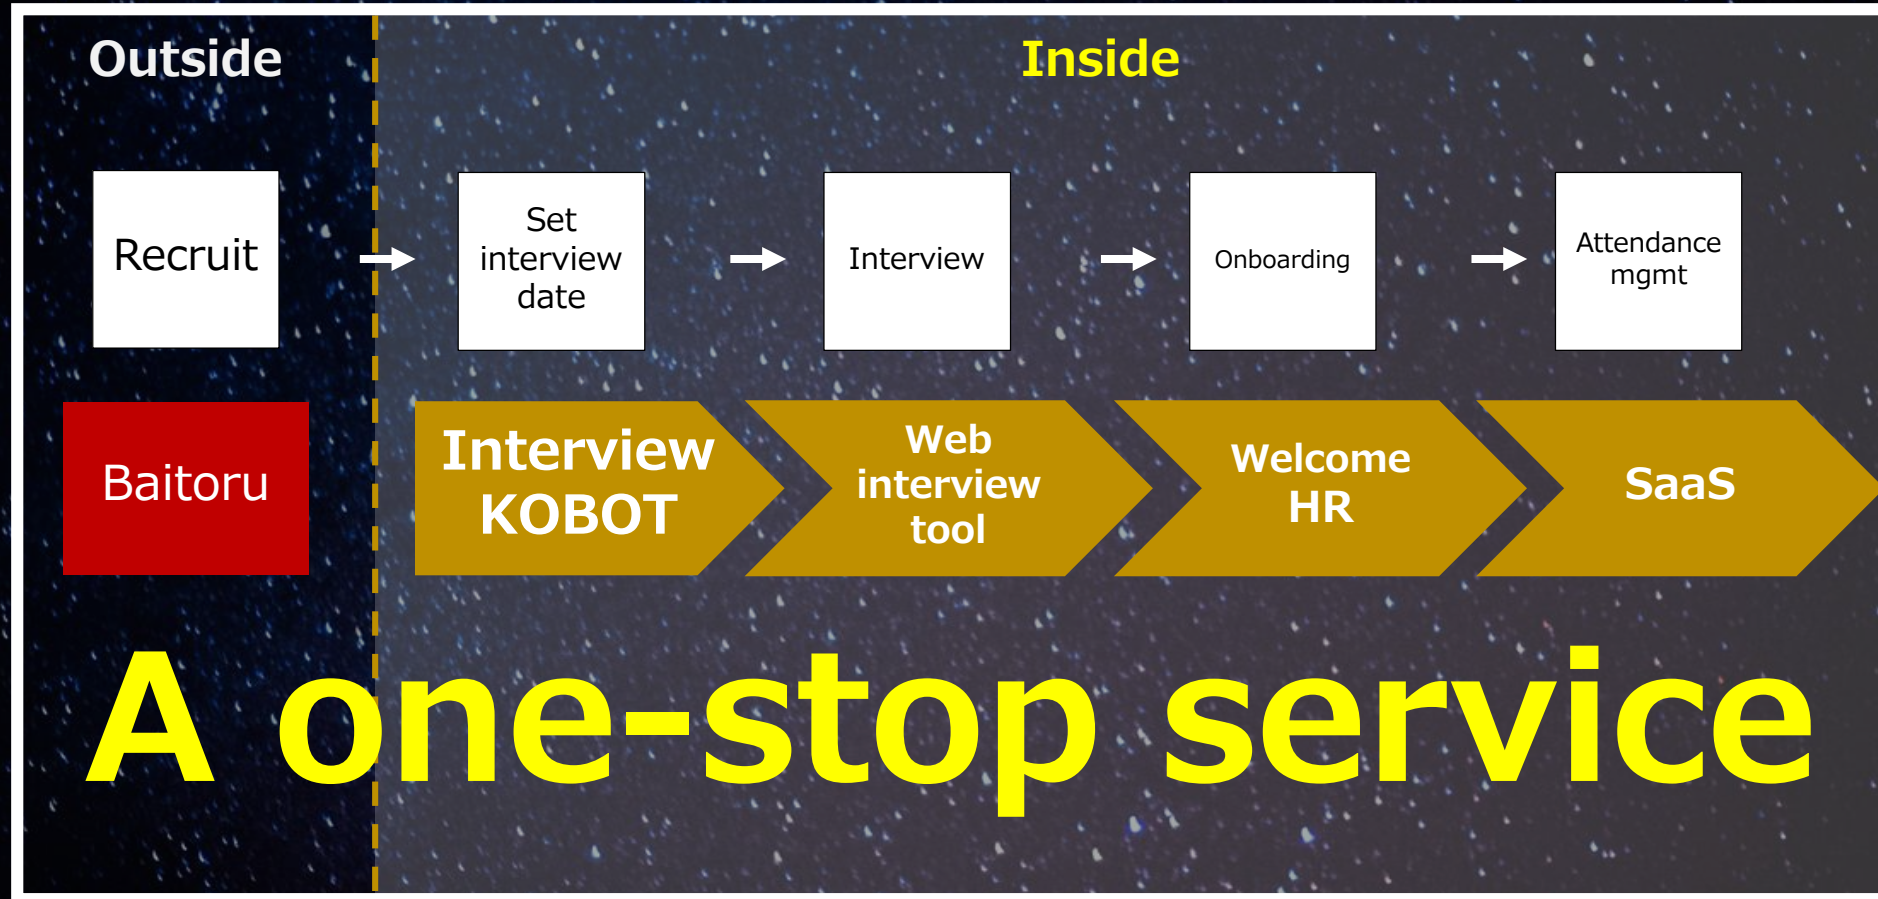 Outside
Inside
Recruit
Set
interview
date
Interview
Onboarding
Attendance
mgmt
Baitoru
Interview
KOBOT
Web
interview
tool
Welcome
HR
SaaS
A one-stop service